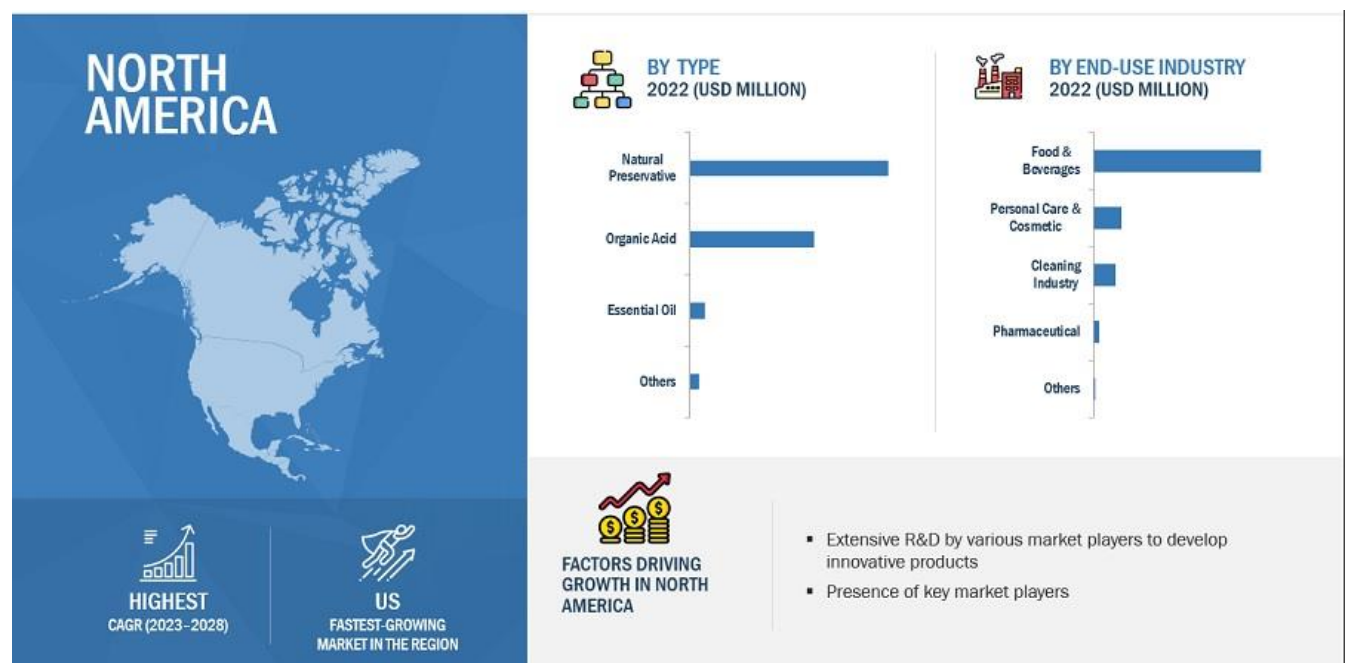 NORTH
AMERICA
HIGHEST
CAGR (2023–2028)
US
FASTEST-GROWING
MARKET IN THE REGION
BY TYPE
2022 (USD MILLION)
Natural
Preservative
Organic Acid
Essential Oil
Others
BY END-USE INDUSTRY
2022 (USD MILLION)
Food &
Beverages
Personal Care &
Cosmetic
Cleaning
Industry
Pharmaceutical
Others
FACTORS DRIVING
GROWTH IN NORTH
AMERICA
▪ Extensive R&D by various market players to develop
innovative products
▪ Presence of key market players